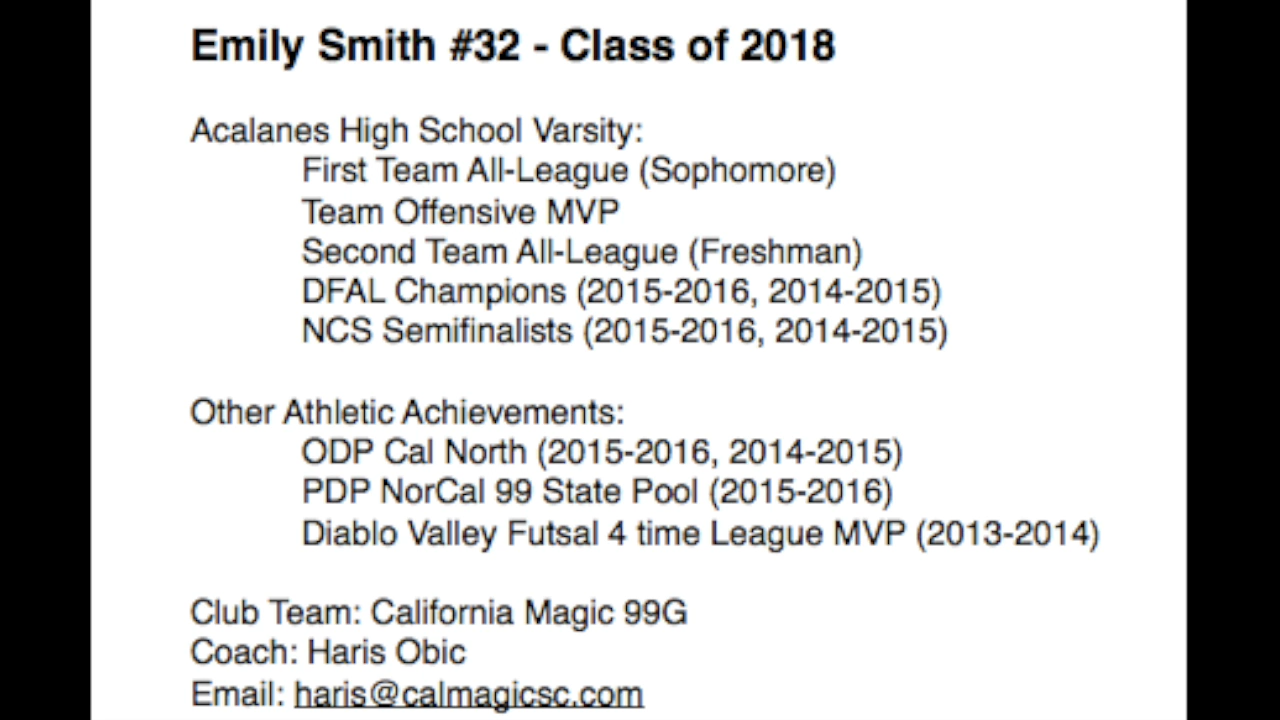 Emily Smith #32 - Class of 2018
Acalanes High School Varsity:
First Team All-League (Sophomore)
Team Offensive MVP
Second Team All-League (Freshman)
DFAL Champions (2015-2016, 2014-2015)
NCS Semifinalists (2015-2016, 2014-2015)
Other Athletic Achievements:
ODP Cal North (2015-2016, 2014-2015)
PDP NorCal 99 State Pool (2015-2016)
Diablo Valley Futsal 4 time League MVP (2013-2014)
Club Team: California Magic 99G
Coach: Haris Obic
Email: haris@calmagicsc.com